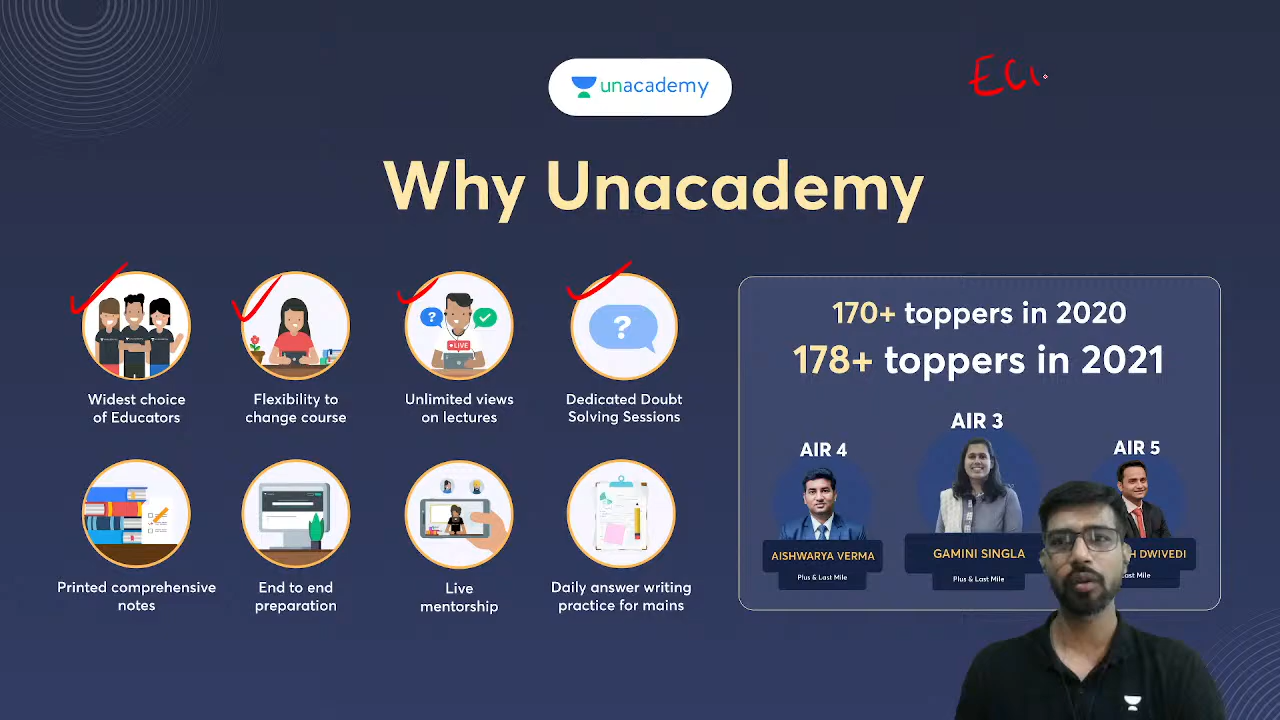 unacademy
ECI
Why Unacademy
Widest choice
of Educators
Flexibility to
change course
? LIVE
Unlimited views
on lectures
?
Dedicated Doubt
Solving Sessions
Printed comprehensive
notes
End to end
preparation
Live
mentorship
Daily answer writing
practice for mains
170+ toppers in 2020
178+ toppers in 2021
AIR 4
AISHWARYA VERMA
Plus & Last Mile
AIR 3
GAMINI SINGLA
Plus & Last Mile
AIR 5
H DWIVEDI
Last Mile